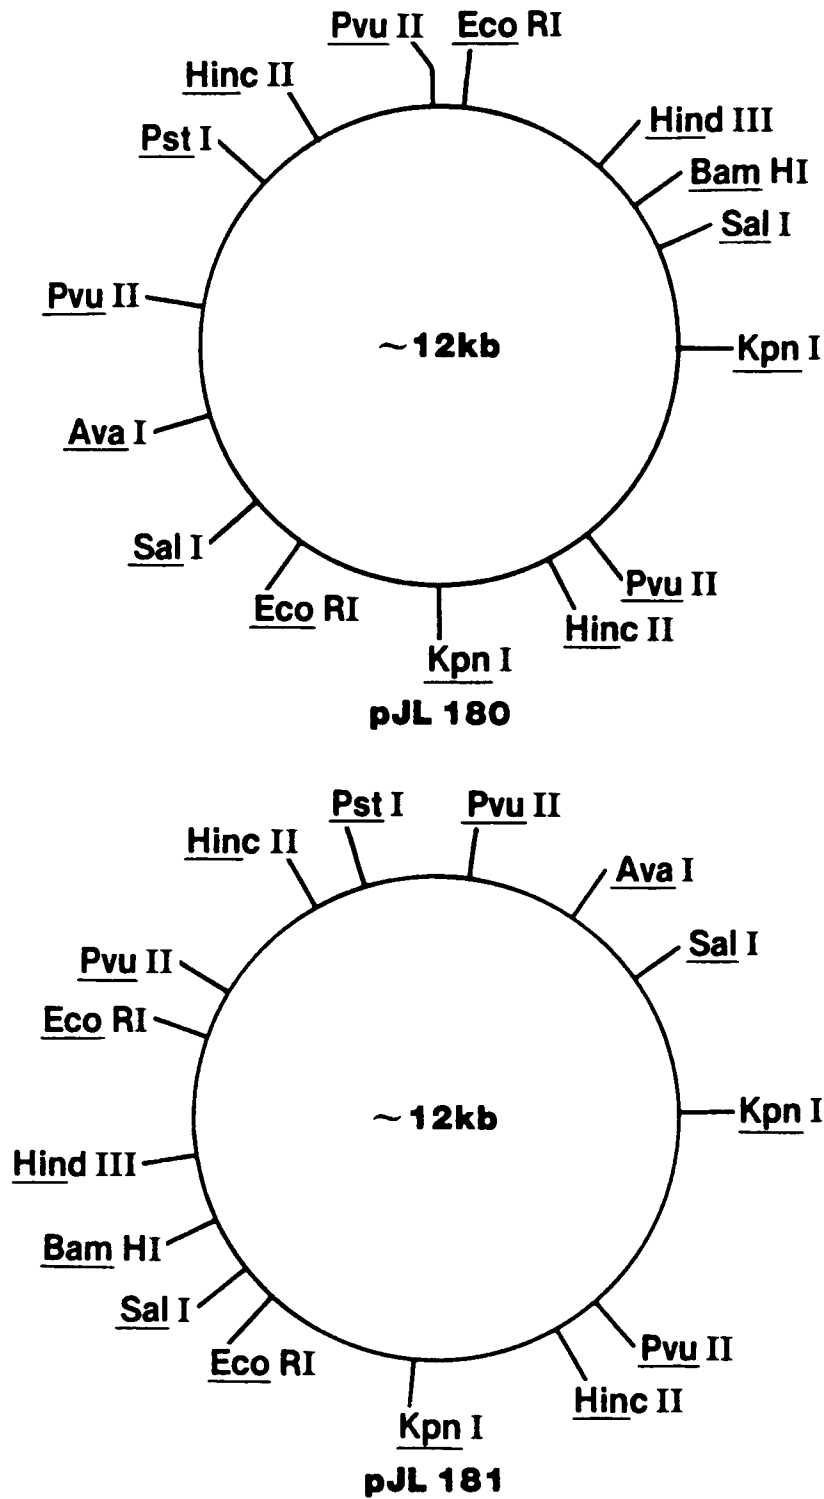 Pvu II Eco RI
Hinc II
Hind III
Pst I
Bam HI
Sal I
Pvu II
~12kb
Kpn I
Ava I
Sal I
Pvu II
Eco RI
Hinc II
Kpn I
pJL 180
Pst I Pvu II
Hinc II
Ava I
Sal I
Pvu II
Eco RI
~12kb
Kpn I
Hind III
Bam HI
Sal I
Eco RI
Pvu II
Hinc II
Kpn I
pJL 181